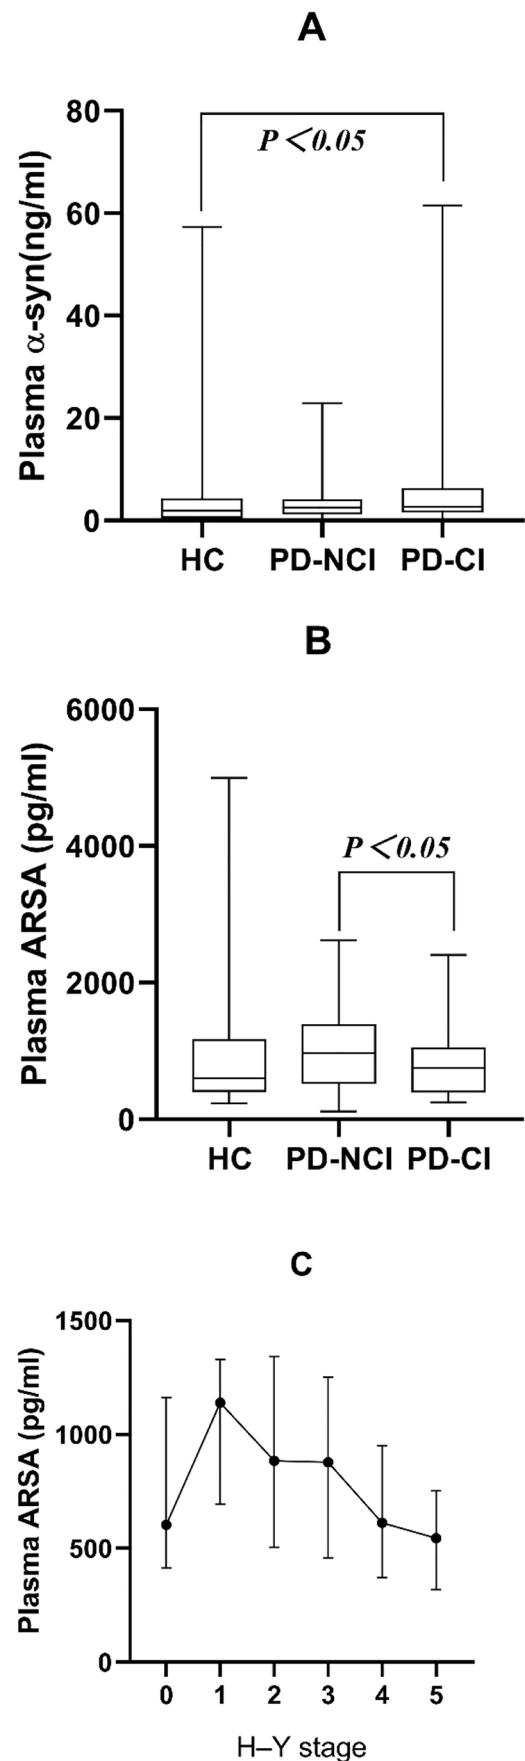 A
Plasma α-syn(ng/ml)
80
60
40
20
0
P<0.05
HC PD-NCI PD-CI
B
Plasma ARSA (pg/ml)
6000
4000
2000
0
P<0.05
HC PD-NCI PD-CI
C
Plasma ARSA (pg/ml)
1500
1000
500
0
0 1 2 3 4 5
H–Y stage